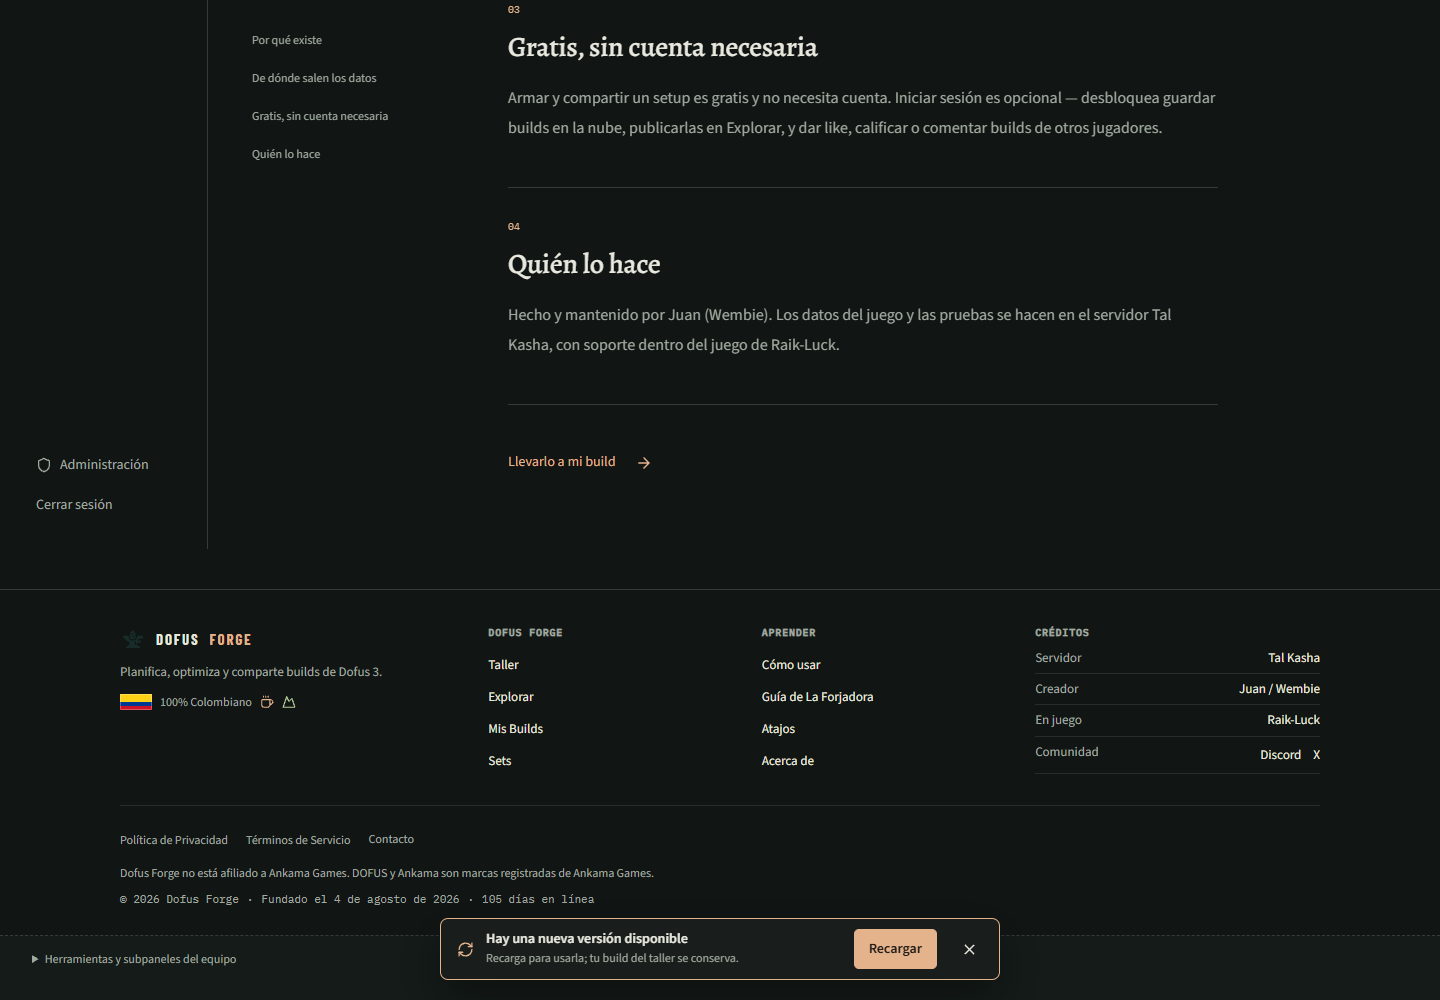 Por qué existe
De dónde salen los datos
Gratis, sin cuenta necesaria
Quién lo hace
03
Gratis, sin cuenta necesaria
Armar y compartir un setup es gratis y no necesita cuenta. Iniciar sesión es opcional — desbloquea guardar
builds en la nube, publicarlas en Explorar, y dar like, calificar o comentar builds de otros jugadores.
04
Quién lo hace
Hecho y mantenido por Juan (Wembie). Los datos del juego y las pruebas se hacen en el servidor Tal
Kasha, con soporte dentro del juego de Raik-Luck.
Llevarlo a mi build
Administración
Cerrar sesión
DOFUS FORGE
Planifica, optimiza y comparte builds de Dofus 3.
100% Colombiano
DOFUS FORGE
Taller
Explorar
Mis Builds
Sets
APRENDER
Cómo usar
Guía de La Forjadora
Atajos
Acerca de
CRÉDITOS
Servidor Tal Kasha
Creador Juan / Wembie
En juego Raik-Luck
Comunidad Discord X
Política de Privacidad Términos de Servicio Contacto
Dofus Forge no está afiliado a Ankama Games. DOFUS y Ankama son marcas registradas de Ankama Games.
© 2026 Dofus Forge · Fundado el 4 de agosto de 2026 · 105 días en línea
Hay una nueva versión disponible
Recarga para usarla; tu build del taller se conserva.
Recargar
Herramientas y subpaneles del equipo